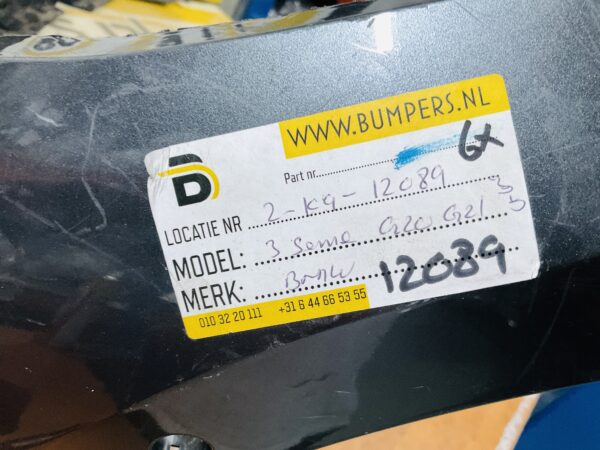 WWW.BUMPERS.NL
D
Part nr. 6x
LOCATIE NR 2-K9-12089
MODEL: 3 Serie G20 G21
MERK: BMW 12089
010 32 20 111 +31 6 44 66 53 55